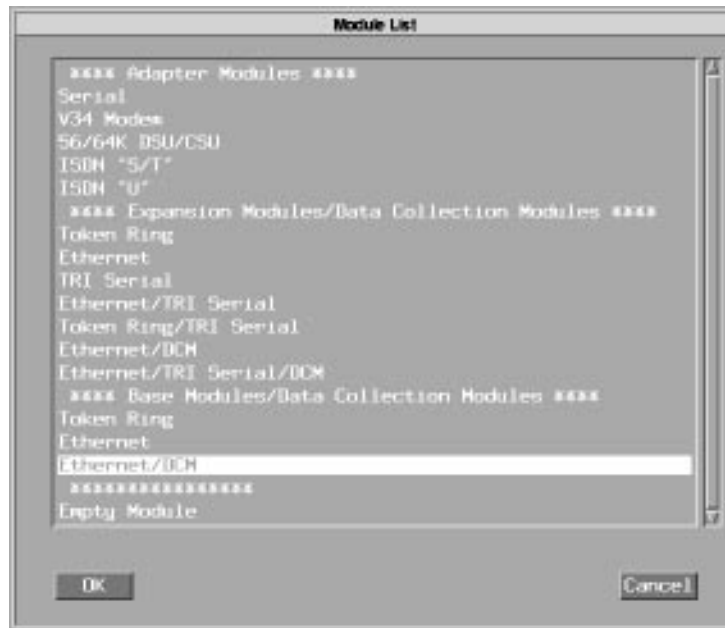 Module List
**** Adapter Modules ****
Serial
V34 Modem
56/64K DSU/CSU
ISDN "S/T"
ISDN "U"
**** Expansion Modules/Data Collection Modules ****
Token Ring
Ethernet
TRI Serial
Ethernet/TRI Serial
Token Ring/TRI Serial
Ethernet/DCM
Ethernet/TRI Serial/DCM
**** Base Modules/Data Collection Modules ****
Token Ring
Ethernet
Ethernet/DCM
****************
Empty Module
OK
Cancel